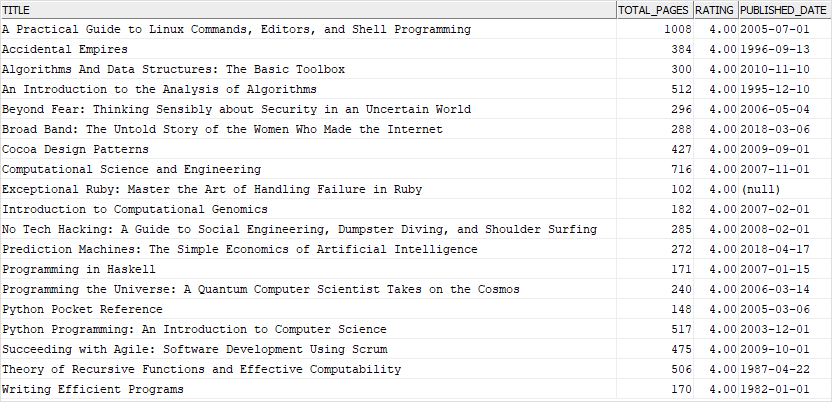 TITLE TOTAL_PAGES RATING PUBLISHED_DATE
A Practical Guide to Linux Commands, Editors, and Shell Programming 1008 4.00 2005-07-01
Accidental Empires 384 4.00 1996-09-13
Algorithms And Data Structures: The Basic Toolbox 300 4.00 2010-11-10
An Introduction to the Analysis of Algorithms 512 4.00 1995-12-10
Beyond Fear: Thinking Sensibly about Security in an Uncertain World 296 4.00 2006-05-04
Broad Band: The Untold Story of the Women Who Made the Internet 288 4.00 2018-03-06
Cocoa Design Patterns 427 4.00 2009-09-01
Computational Science and Engineering 716 4.00 2007-11-01
Exceptional Ruby: Master the Art of Handling Failure in Ruby 102 4.00 (null)
Introduction to Computational Genomics 182 4.00 2007-02-01
No Tech Hacking: A Guide to Social Engineering, Dumpster Diving, and Shoulder Surfing 285 4.00 2008-02-01
Prediction Machines: The Simple Economics of Artificial Intelligence 272 4.00 2018-04-17
Programming in Haskell 171 4.00 2007-01-15
Programming the Universe: A Quantum Computer Scientist Takes on the Cosmos 240 4.00 2006-03-14
Python Pocket Reference 148 4.00 2005-03-06
Python Programming: An Introduction to Computer Science 517 4.00 2003-12-01
Succeeding with Agile: Software Development Using Scrum 475 4.00 2009-10-01
Theory of Recursive Functions and Effective Computability 506 4.00 1987-04-22
Writing Efficient Programs 170 4.00 1982-01-01